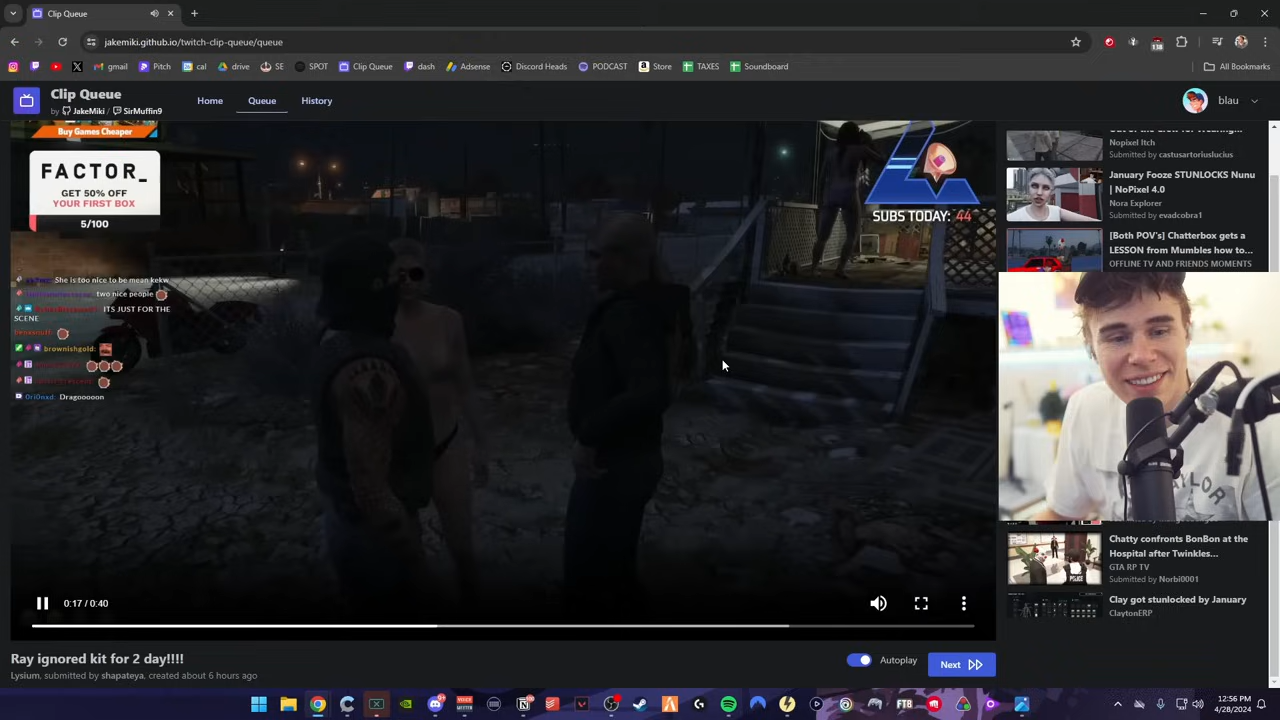 Clip Queue
jakemiki.github.io/twitch-clip-queue/queue
138
gmail
Pitch
cal
drive
SE
SPOT
Clip Queue
dash
Adsense
Discord Heads
PODCAST
Store
TAXES
Soundboard
All Bookmarks
Clip Queue
by JakeMiki / SirMuffin9
Home
Queue
History
blau
Buy Games Cheaper
FACTOR_
GET 50% OFF
YOUR FIRST BOX
5/100
SUBS TODAY: 44
She is too nice to be mean kekw
two nice people
ITS JUST FOR THE
SCENE
brownishgold:
OriOnxd: Dragooooon
Nopixel Itch
Submitted by castusartoriuslucius
January Fooze STUNLOCKS Nunu
| NoPixel 4.0
Nora Explorer
Submitted by evadcobra1
[Both POV's] Chatterbox gets a
LESSON from Mumbles how to...
OFFLINE TV AND FRIENDS MOMENTS
Chatty confronts BonBon at the
Hospital after Twinkles...
GTA RP TV
Submitted by Norbi0001
Clay got stunlocked by January
ClaytonERP
0:17 / 0:40
Ray ignored kit for 2 day!!!!
Lysium, submitted by shapateya, created about 6 hours ago
Autoplay
Next
FTB
12:56 PM
4/28/2024